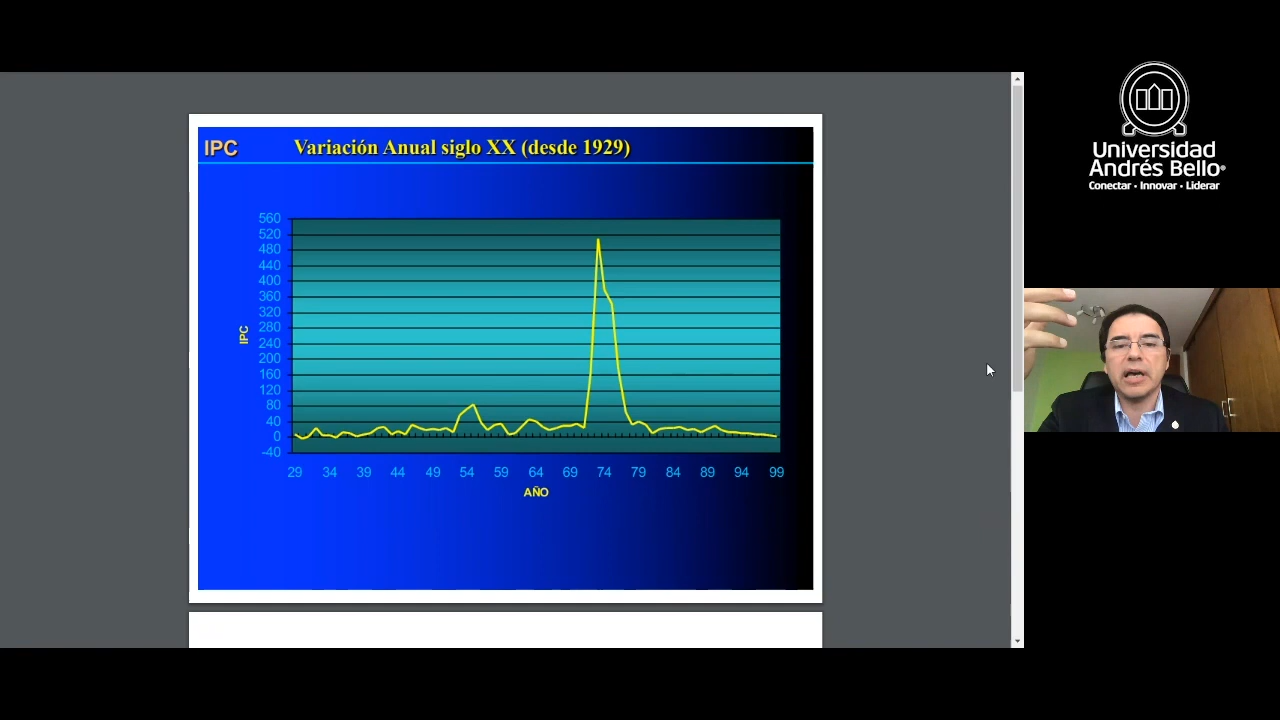 IPC
Variación Anual siglo XX (desde 1929)
560
520
480
440
400
360
320
280
240
200
160
120
80
40
0
-40
IPC
29 34 39 44 49 54 59 64 69 74 79 84 89 94 99
AÑO
Universidad
Andrés Bello®
Conectar • Innovar • Liderar